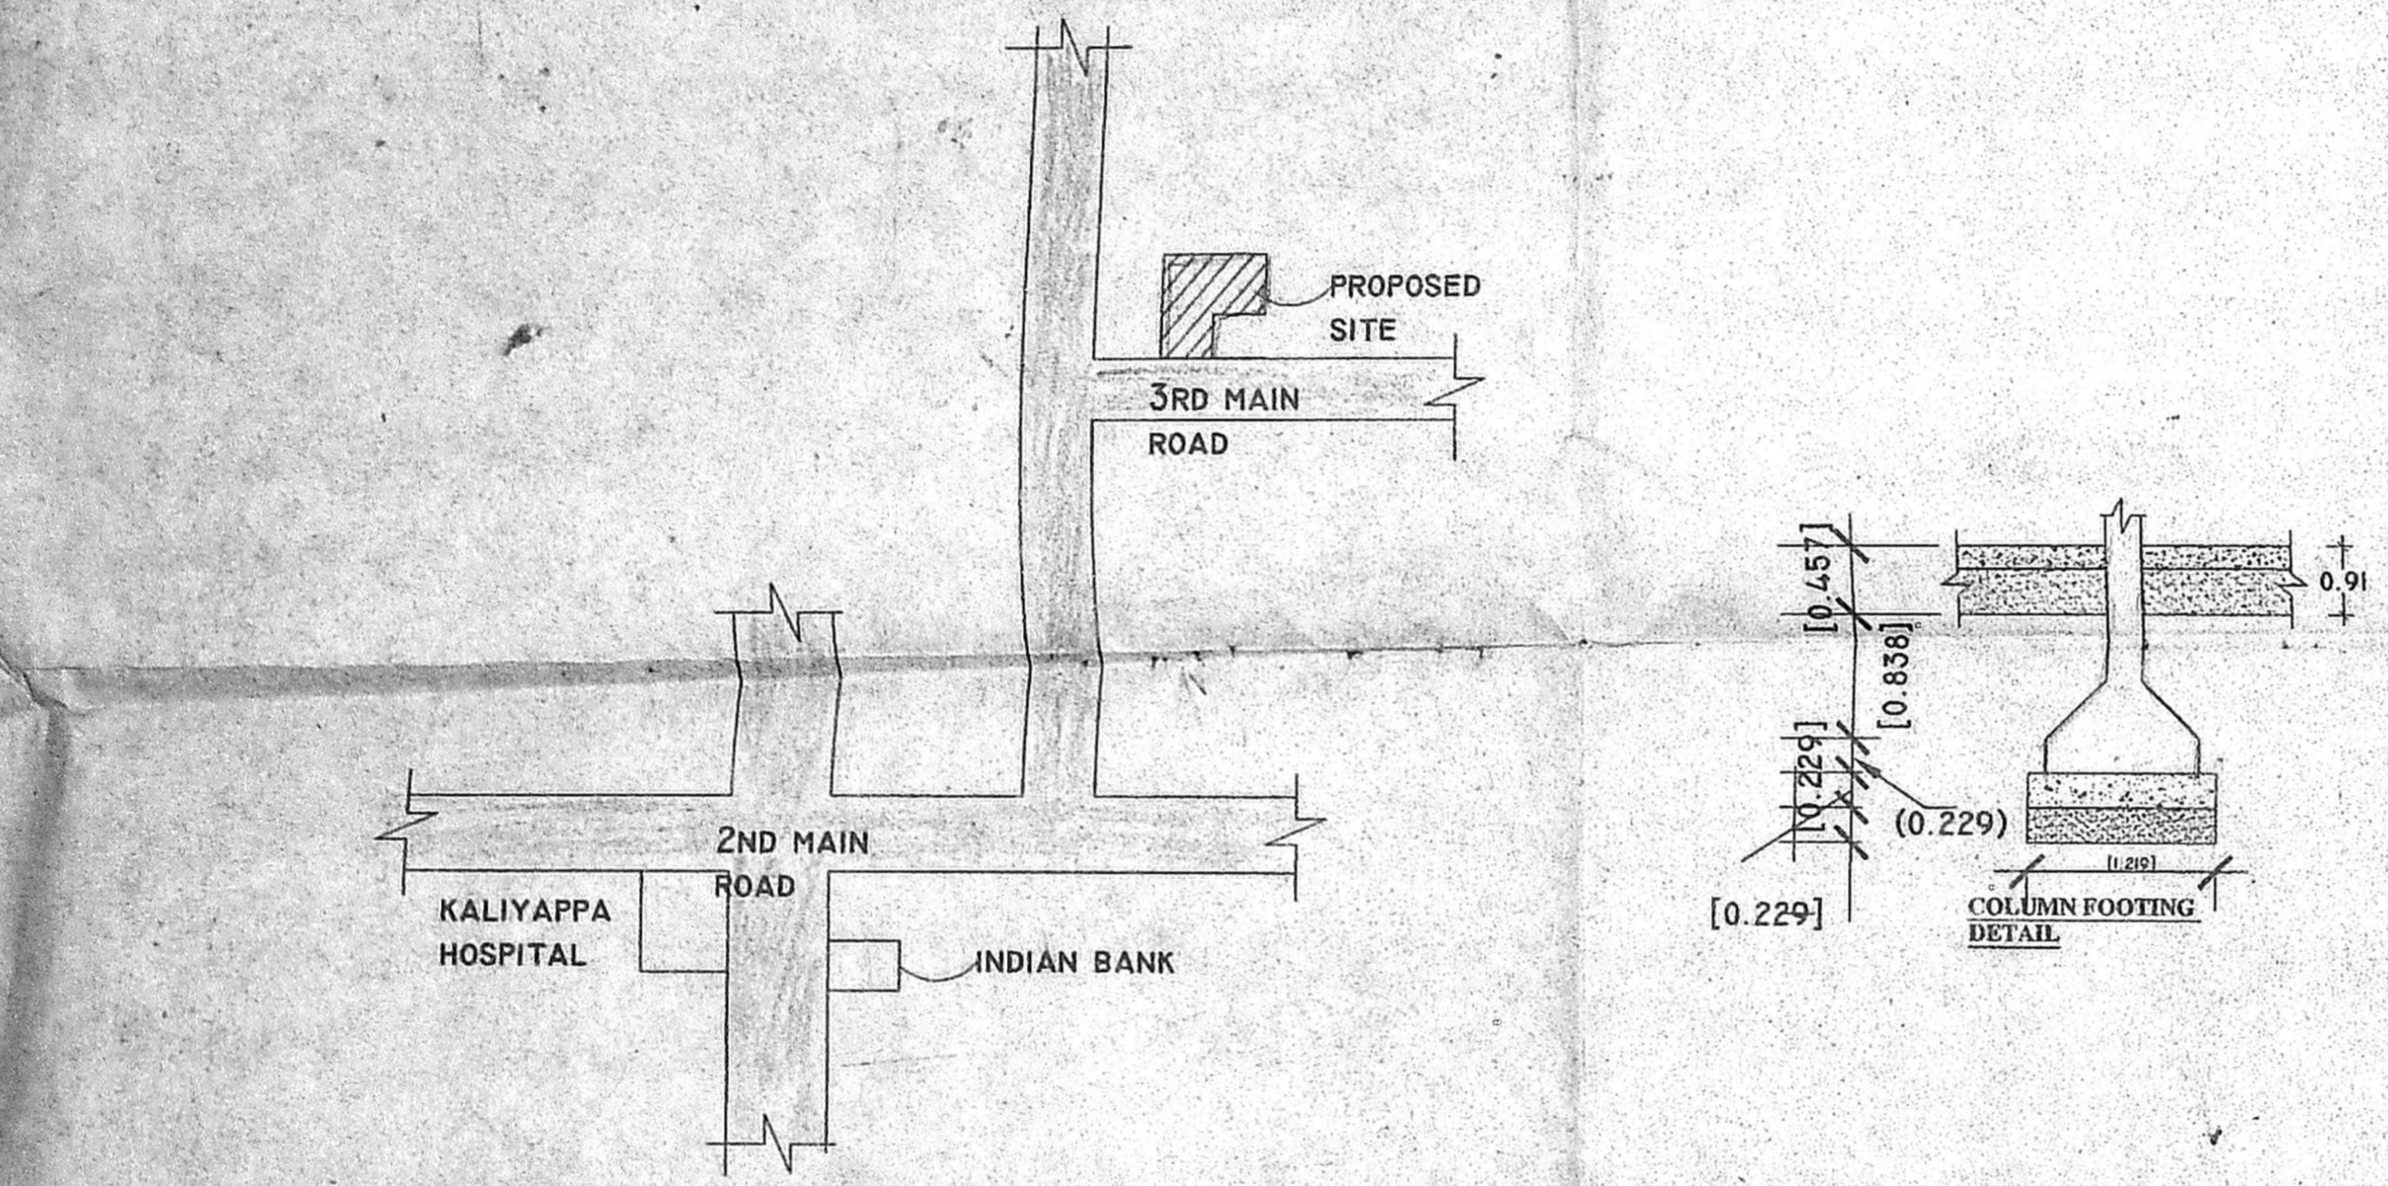 PROPOSED
SITE
3RD MAIN
ROAD
2ND MAIN
ROAD
KALIYAPPA
HOSPITAL
INDIAN BANK
[0.457]
[0.838]
[0.229]
(0.229)
[0.229]
0.91
[1.219]
COLUMN FOOTING
DETAIL